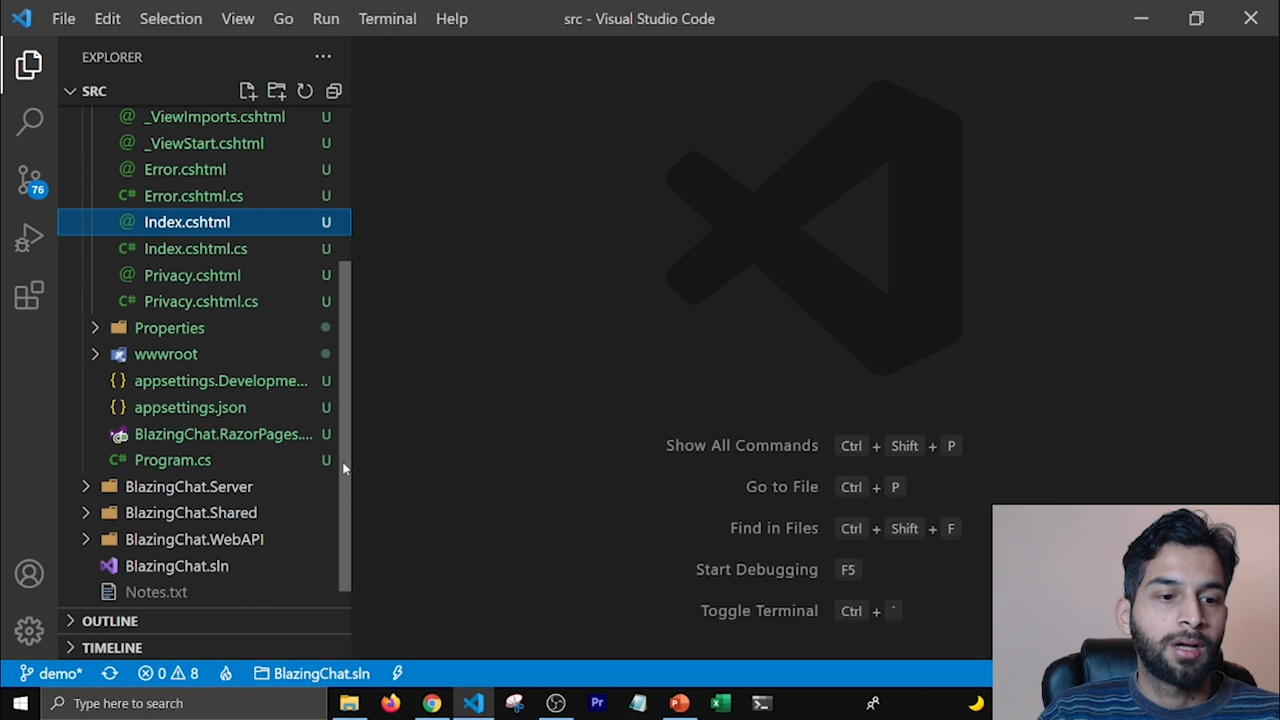 File Edit Selection View Go Run Terminal Help src - Visual Studio Code
EXPLORER
SRC
_ViewImports.cshtml U
_ViewStart.cshtml U
Error.cshtml U
Error.cshtml.cs U
Index.cshtml U
Index.cshtml.cs U
Privacy.cshtml U
Privacy.cshtml.cs U
Properties
wwwroot
appsettings.Developme... U
appsettings.json U
BlazingChat.RazorPages.... U
Program.cs U
BlazingChat.Server
BlazingChat.Shared
BlazingChat.WebAPI
BlazingChat.sln
Notes.txt
OUTLINE
TIMELINE
76
Show All Commands Ctrl + Shift + P
Go to File Ctrl + P
Find in Files Ctrl + Shift + F
Start Debugging F5
Toggle Terminal Ctrl + `
demo* 0 8 BlazingChat.sln
Type here to search